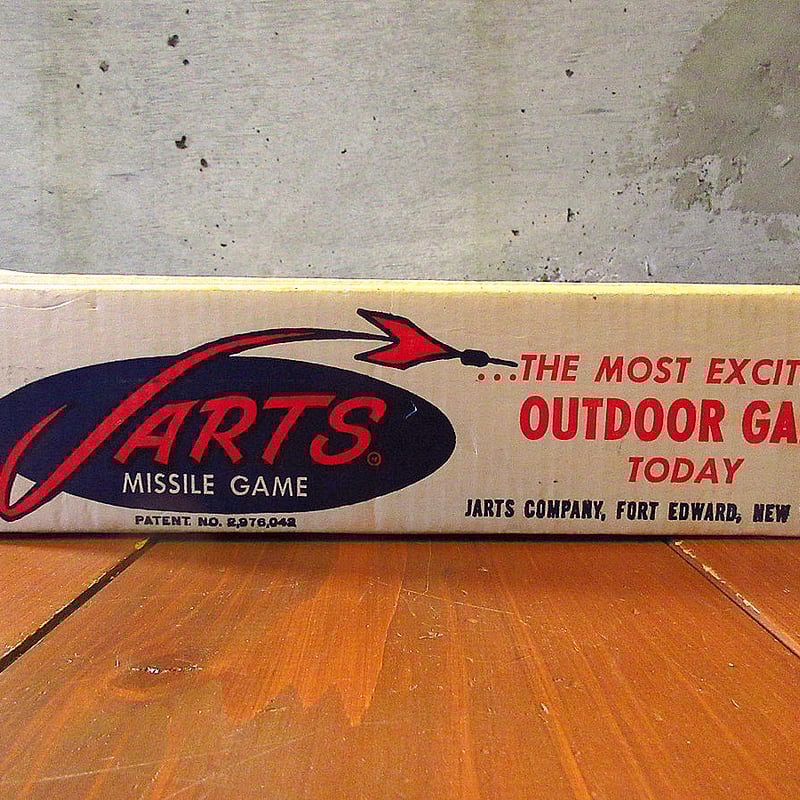 JARTS
MISSILE GAME
PATENT. NO. 2,976,042
...THE MOST EXCIT
OUTDOOR GA
TODAY
JARTS COMPANY, FORT EDWARD, NEW